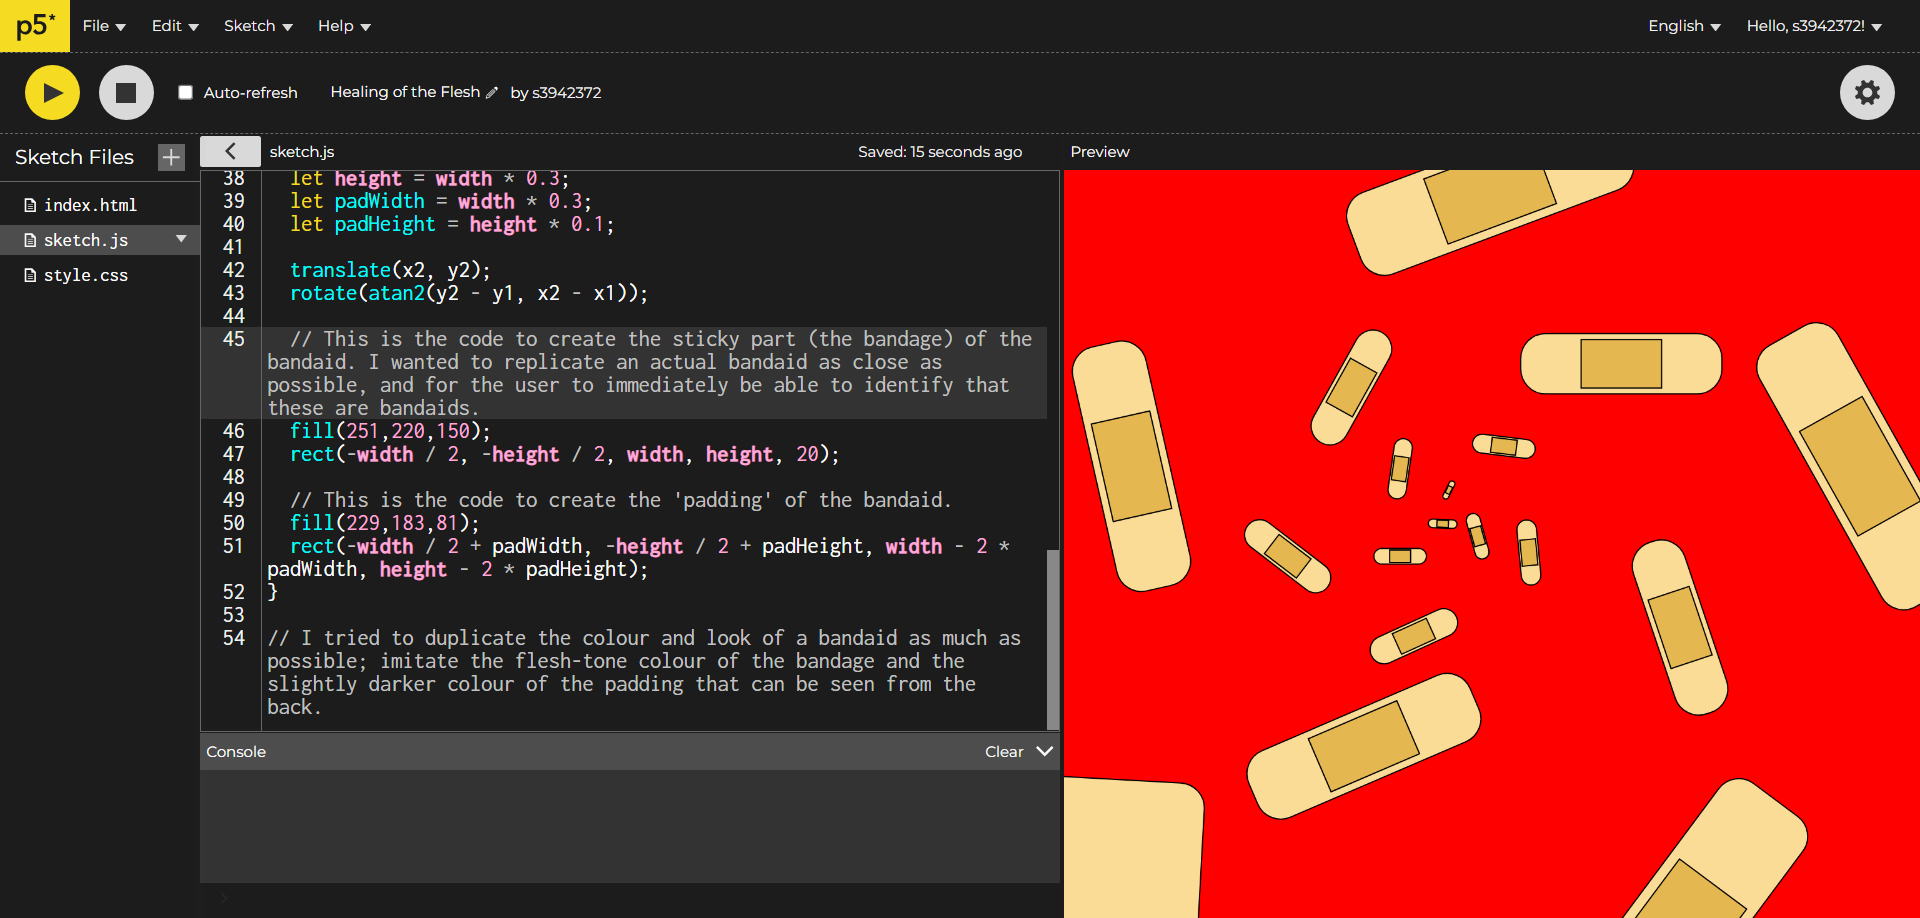 p5* File Edit Sketch Help English Hello, s3942372!
Auto-refresh Healing of the Flesh by s3942372
Sketch Files
index.html
sketch.js
style.css
sketch.js Saved: 15 seconds ago
38 let height = width * 0.3;
39 let padWidth = width * 0.3;
40 let padHeight = height * 0.1;
41
42 translate(x2, y2);
43 rotate(atan2(y2 - y1, x2 - x1));
44
45 // This is the code to create the sticky part (the bandage) of the
bandaid. I wanted to replicate an actual bandaid as close as
possible, and for the user to immediately be able to identify that
these are bandaids.
46 fill(251,220,150);
47 rect(-width / 2, -height / 2, width, height, 20);
48
49 // This is the code to create the 'padding' of the bandaid.
50 fill(229,183,81);
51 rect(-width / 2 + padWidth, -height / 2 + padHeight, width - 2 *
padWidth, height - 2 * padHeight);
52 }
53
54 // I tried to duplicate the colour and look of a bandaid as much as
possible; imitate the flesh-tone colour of the bandage and the
slightly darker colour of the padding that can be seen from the
back.
Console Clear
Preview